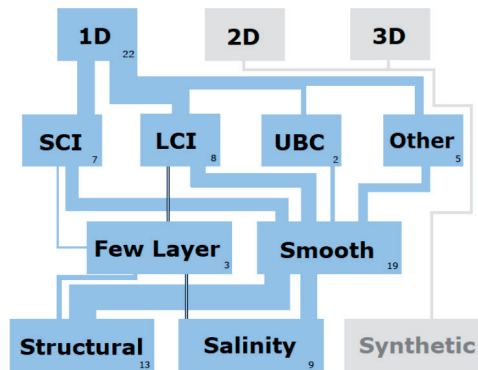 1D
22
2D
3D
SCI
7
LCI
8
UBC
2
Other
5
Few Layer
3
Smooth
19
Structural
13
Salinity
9
Synthetic